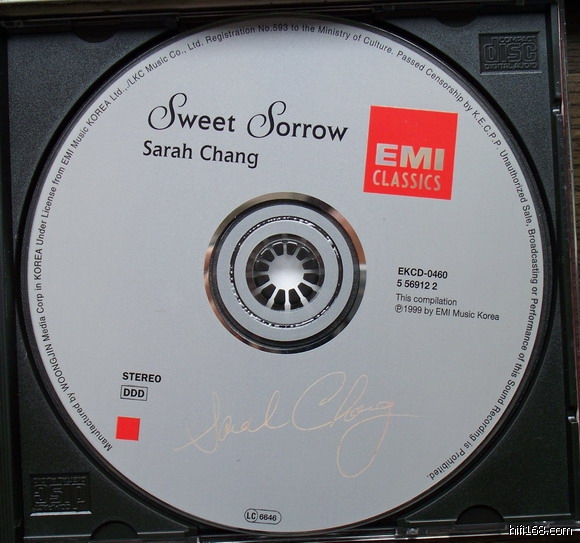 Manufactured by WOONGJIN Media Corp in KOREA Under License from EMI Music KOREA Ltd.,/LKC Music Co., Ltd. Registration No.593 to the Ministry of Culture. Passed Censorship by K.E.C.P.P. Unauthorized Sale, Broadcasting or Performance of this Sound Recording is Prohibited.
COMPACT
disc
DIGITAL AUDIO
Sweet Sorrow
Sarah Chang
EMI
CLASSICS
EKCD-0460
5 56912 2
This compilation
℗1999 by EMI Music Korea
STEREO
DDD
Sarah Chang
LC 6646
hifi168.com